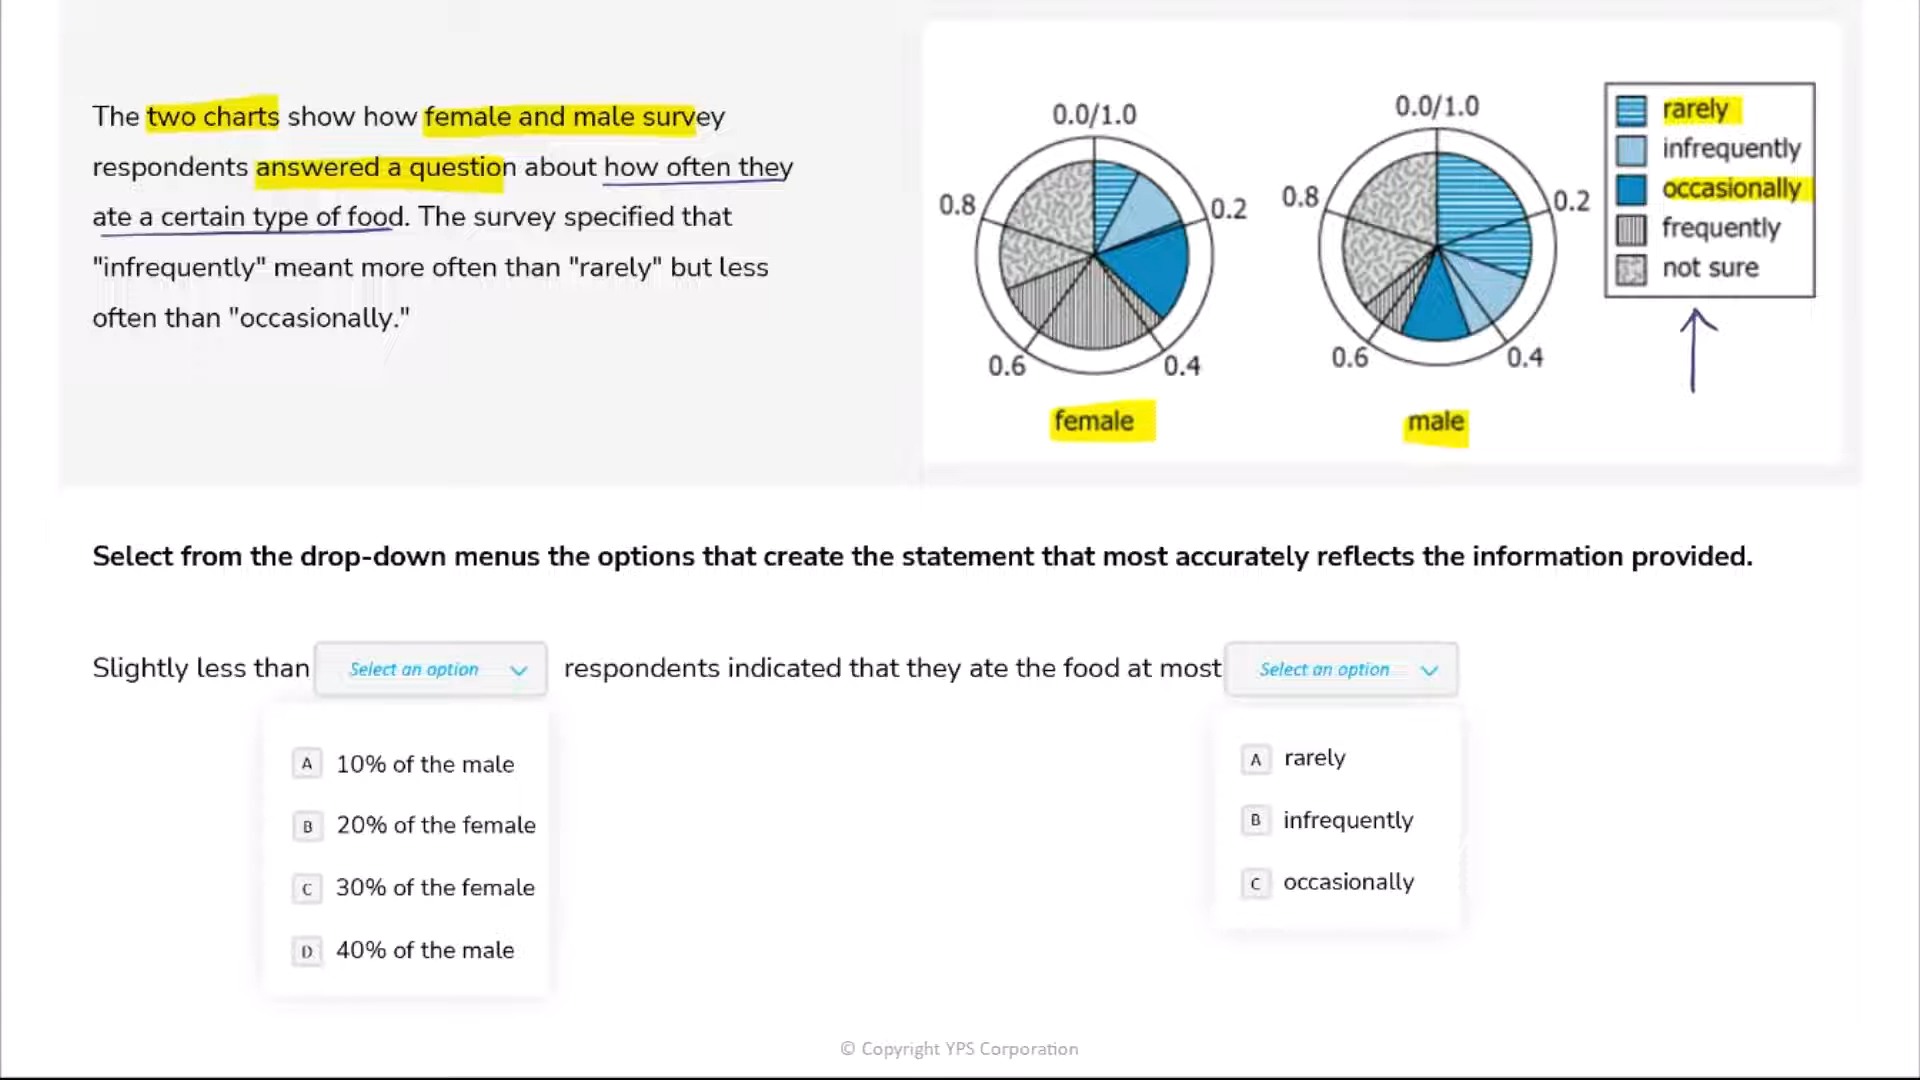 The two charts show how female and male survey
respondents answered a question about how often they
ate a certain type of food. The survey specified that
"infrequently" meant more often than "rarely" but less
often than "occasionally."
0.0/1.0
0.2
0.4
0.6
0.8
female
0.0/1.0
0.2
0.4
0.6
0.8
male
rarely
infrequently
occasionally
frequently
not sure
Select from the drop-down menus the options that create the statement that most accurately reflects the information provided.
Slightly less than Select an option respondents indicated that they ate the food at most Select an option
A 10% of the male
B 20% of the female
C 30% of the female
D 40% of the male
A rarely
B infrequently
C occasionally
© Copyright YPS Corporation